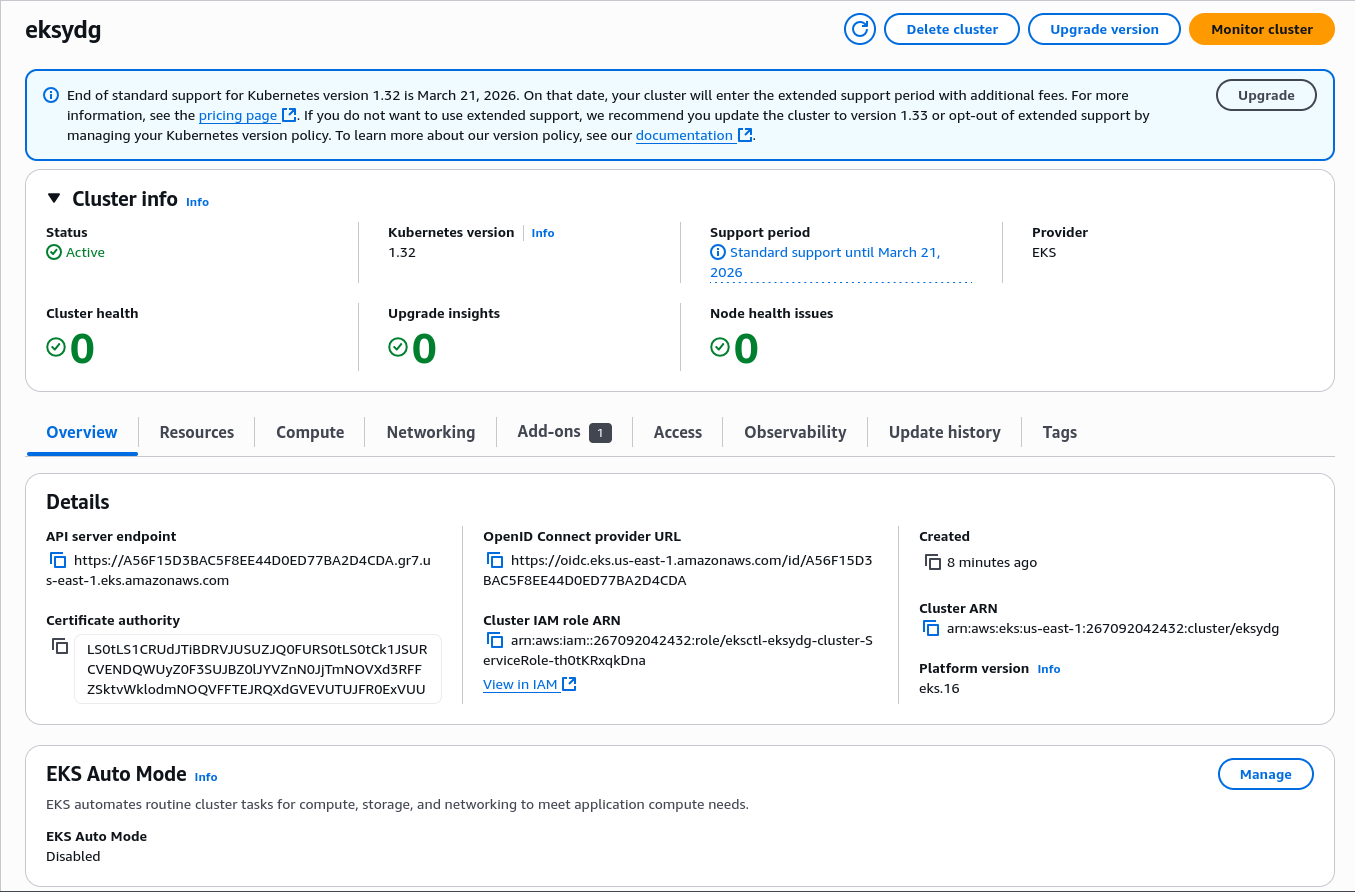 eksydg
Delete cluster
Upgrade version
Monitor cluster
End of standard support for Kubernetes version 1.32 is March 21, 2026. On that date, your cluster will enter the extended support period with additional fees. For more
information, see the pricing page. If you do not want to use extended support, we recommend you update the cluster to version 1.33 or opt-out of extended support by
managing your Kubernetes version policy. To learn more about our version policy, see our documentation.
Upgrade
Cluster info Info
Status
Active
Kubernetes version Info
1.32
Support period
Standard support until March 21,
2026
Provider
EKS
Cluster health
0
Upgrade insights
0
Node health issues
0
Overview
Resources
Compute
Networking
Add-ons 1
Access
Observability
Update history
Tags
Details
API server endpoint
https://A56F15D3BAC5F8EE44D0ED77BA2D4CDA.gr7.u
s-east-1.eks.amazonaws.com
Certificate authority
LS0tLS1CRUdJTiBDRVJUSUZJQ0FURS0tLS0tCk1JSUR
CVENDQWUyZ0F3SUJBZ0lJYVZnN0JjTmNOVXd3RFF
ZSktvWklodmNOQVFFTEJRQXdGVEVUTUJFR0ExVUU
OpenID Connect provider URL
https://oidc.eks.us-east-1.amazonaws.com/id/A56F15D3
BAC5F8EE44D0ED77BA2D4CDA
Cluster IAM role ARN
arn:aws:iam::267092042432:role/eksctl-eksydg-cluster-S
erviceRole-th0tKRxqkDna
View in IAM
Created
8 minutes ago
Cluster ARN
arn:aws:eks:us-east-1:267092042432:cluster/eksydg
Platform version Info
eks.16
EKS Auto Mode Info
Manage
EKS automates routine cluster tasks for compute, storage, and networking to meet application compute needs.
EKS Auto Mode
Disabled